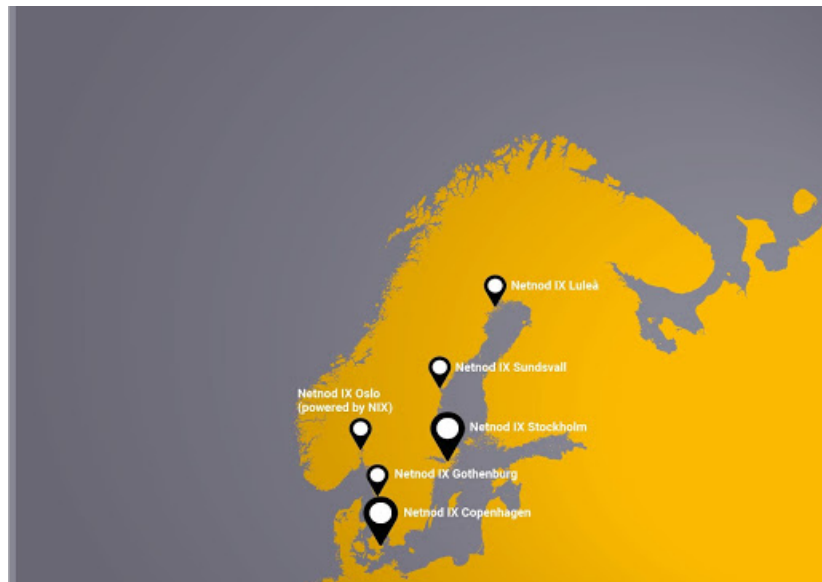 Netnod IX Luleå
Netnod IX Sundsvall
Netnod IX Oslo
(powered by NIX)
Netnod IX Stockholm
Netnod IX Gothenburg
Netnod IX Copenhagen